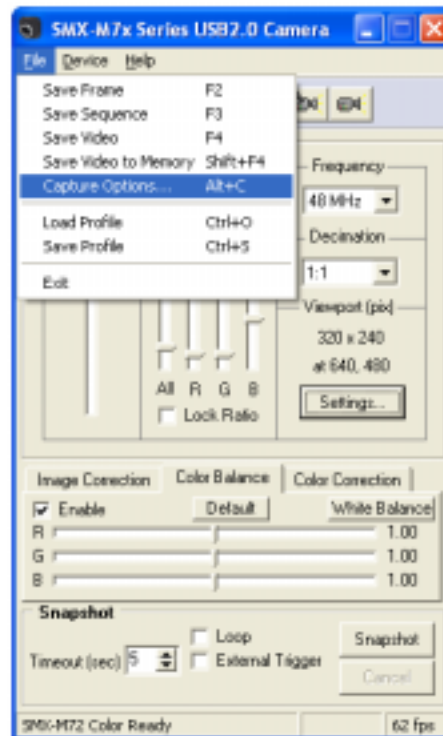 SMX-M7x Series USB2.0 Camera
File Device Help
Save Frame F2
Save Sequence F3
Save Video F4
Save Video to Memory Shift+F4
Capture Options... Alt+C
Load Profile Ctrl+O
Save Profile Ctrl+S
Exit
Frequency
48 MHz
Decimation
1:1
Viewport (pix)
320 x 240
at 640, 480
Settings...
All R G B
Lock Ratio
Image Correction Color Balance Color Correction
Enable Default White Balance
R 1.00
G 1.00
B 1.00
Snapshot
Loop
Snapshot
Timeout (sec) 5 External Trigger
Cancel
SMX-M72 Color Ready 62 fps